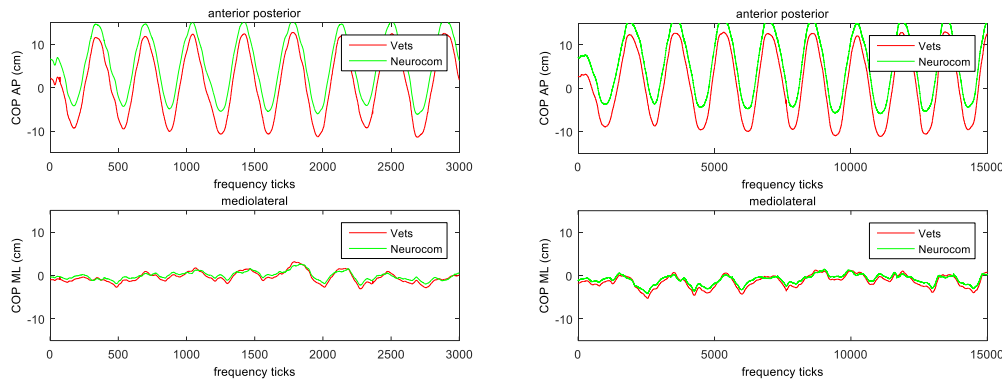 anterior posterior
COP AP (cm)
10
0
-10
Vets
Neurocom
0 500 1000 1500 2000 2500 3000
frequency ticks
anterior posterior
COP AP (cm)
10
0
-10
Vets
Neurocom
0 5000 10000 15000
frequency ticks
mediolateral
COP ML (cm)
10
0
-10
Vets
Neurocom
0 500 1000 1500 2000 2500 3000
frequency ticks
mediolateral
COP ML (cm)
10
0
-10
Vets
Neurocom
0 5000 10000 15000
frequency ticks